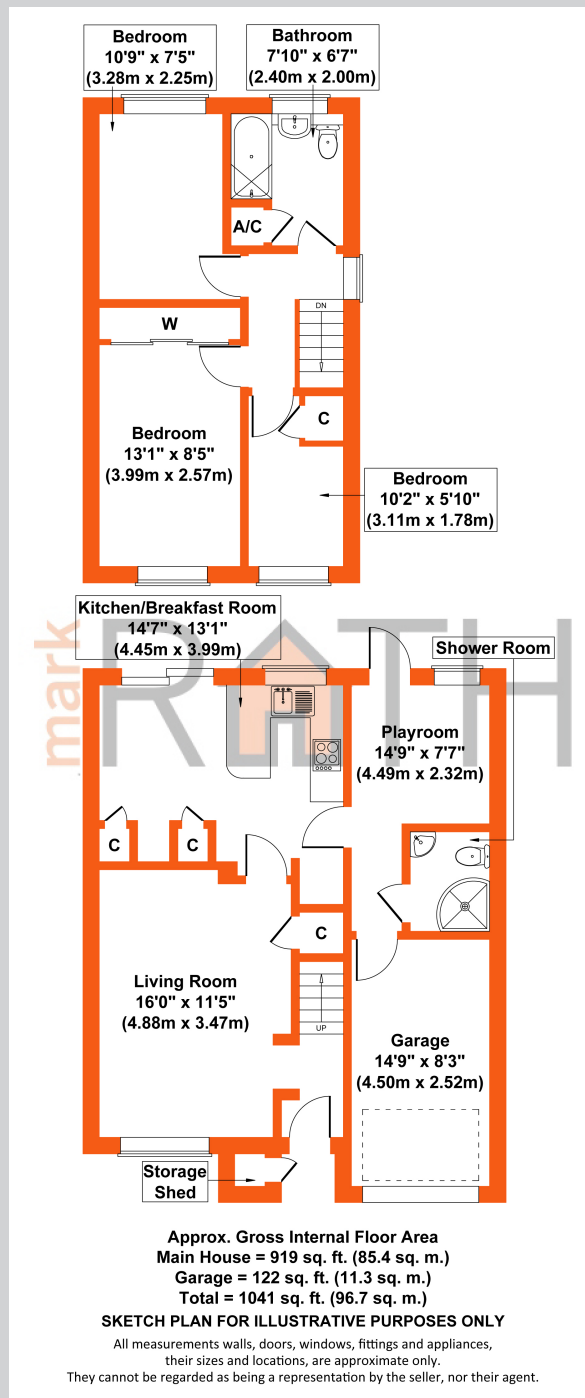 Bedroom
10'9" x 7'5"
(3.28m x 2.25m)
Bathroom
7'10" x 6'7"
(2.40m x 2.00m)
A/C
DN
W
C
Bedroom
13'1" x 8'5"
(3.99m x 2.57m)
Bedroom
10'2" x 5'10"
(3.11m x 1.78m)
mark
RATH
Kitchen/Breakfast Room
14'7" x 13'1"
(4.45m x 3.99m)
Shower Room
Playroom
14'9" x 7'7"
(4.49m x 2.32m)
C
C
C
Living Room
16'0" x 11'5"
(4.88m x 3.47m)
UP
Garage
14'9" x 8'3"
(4.50m x 2.52m)
Storage
Shed
Approx. Gross Internal Floor Area
Main House = 919 sq. ft. (85.4 sq. m.)
Garage = 122 sq. ft. (11.3 sq. m.)
Total = 1041 sq. ft. (96.7 sq. m.)
SKETCH PLAN FOR ILLUSTRATIVE PURPOSES ONLY
All measurements walls, doors, windows, fittings and appliances,
their sizes and locations, are approximate only.
They cannot be regarded as being a representation by the seller, nor their agent.